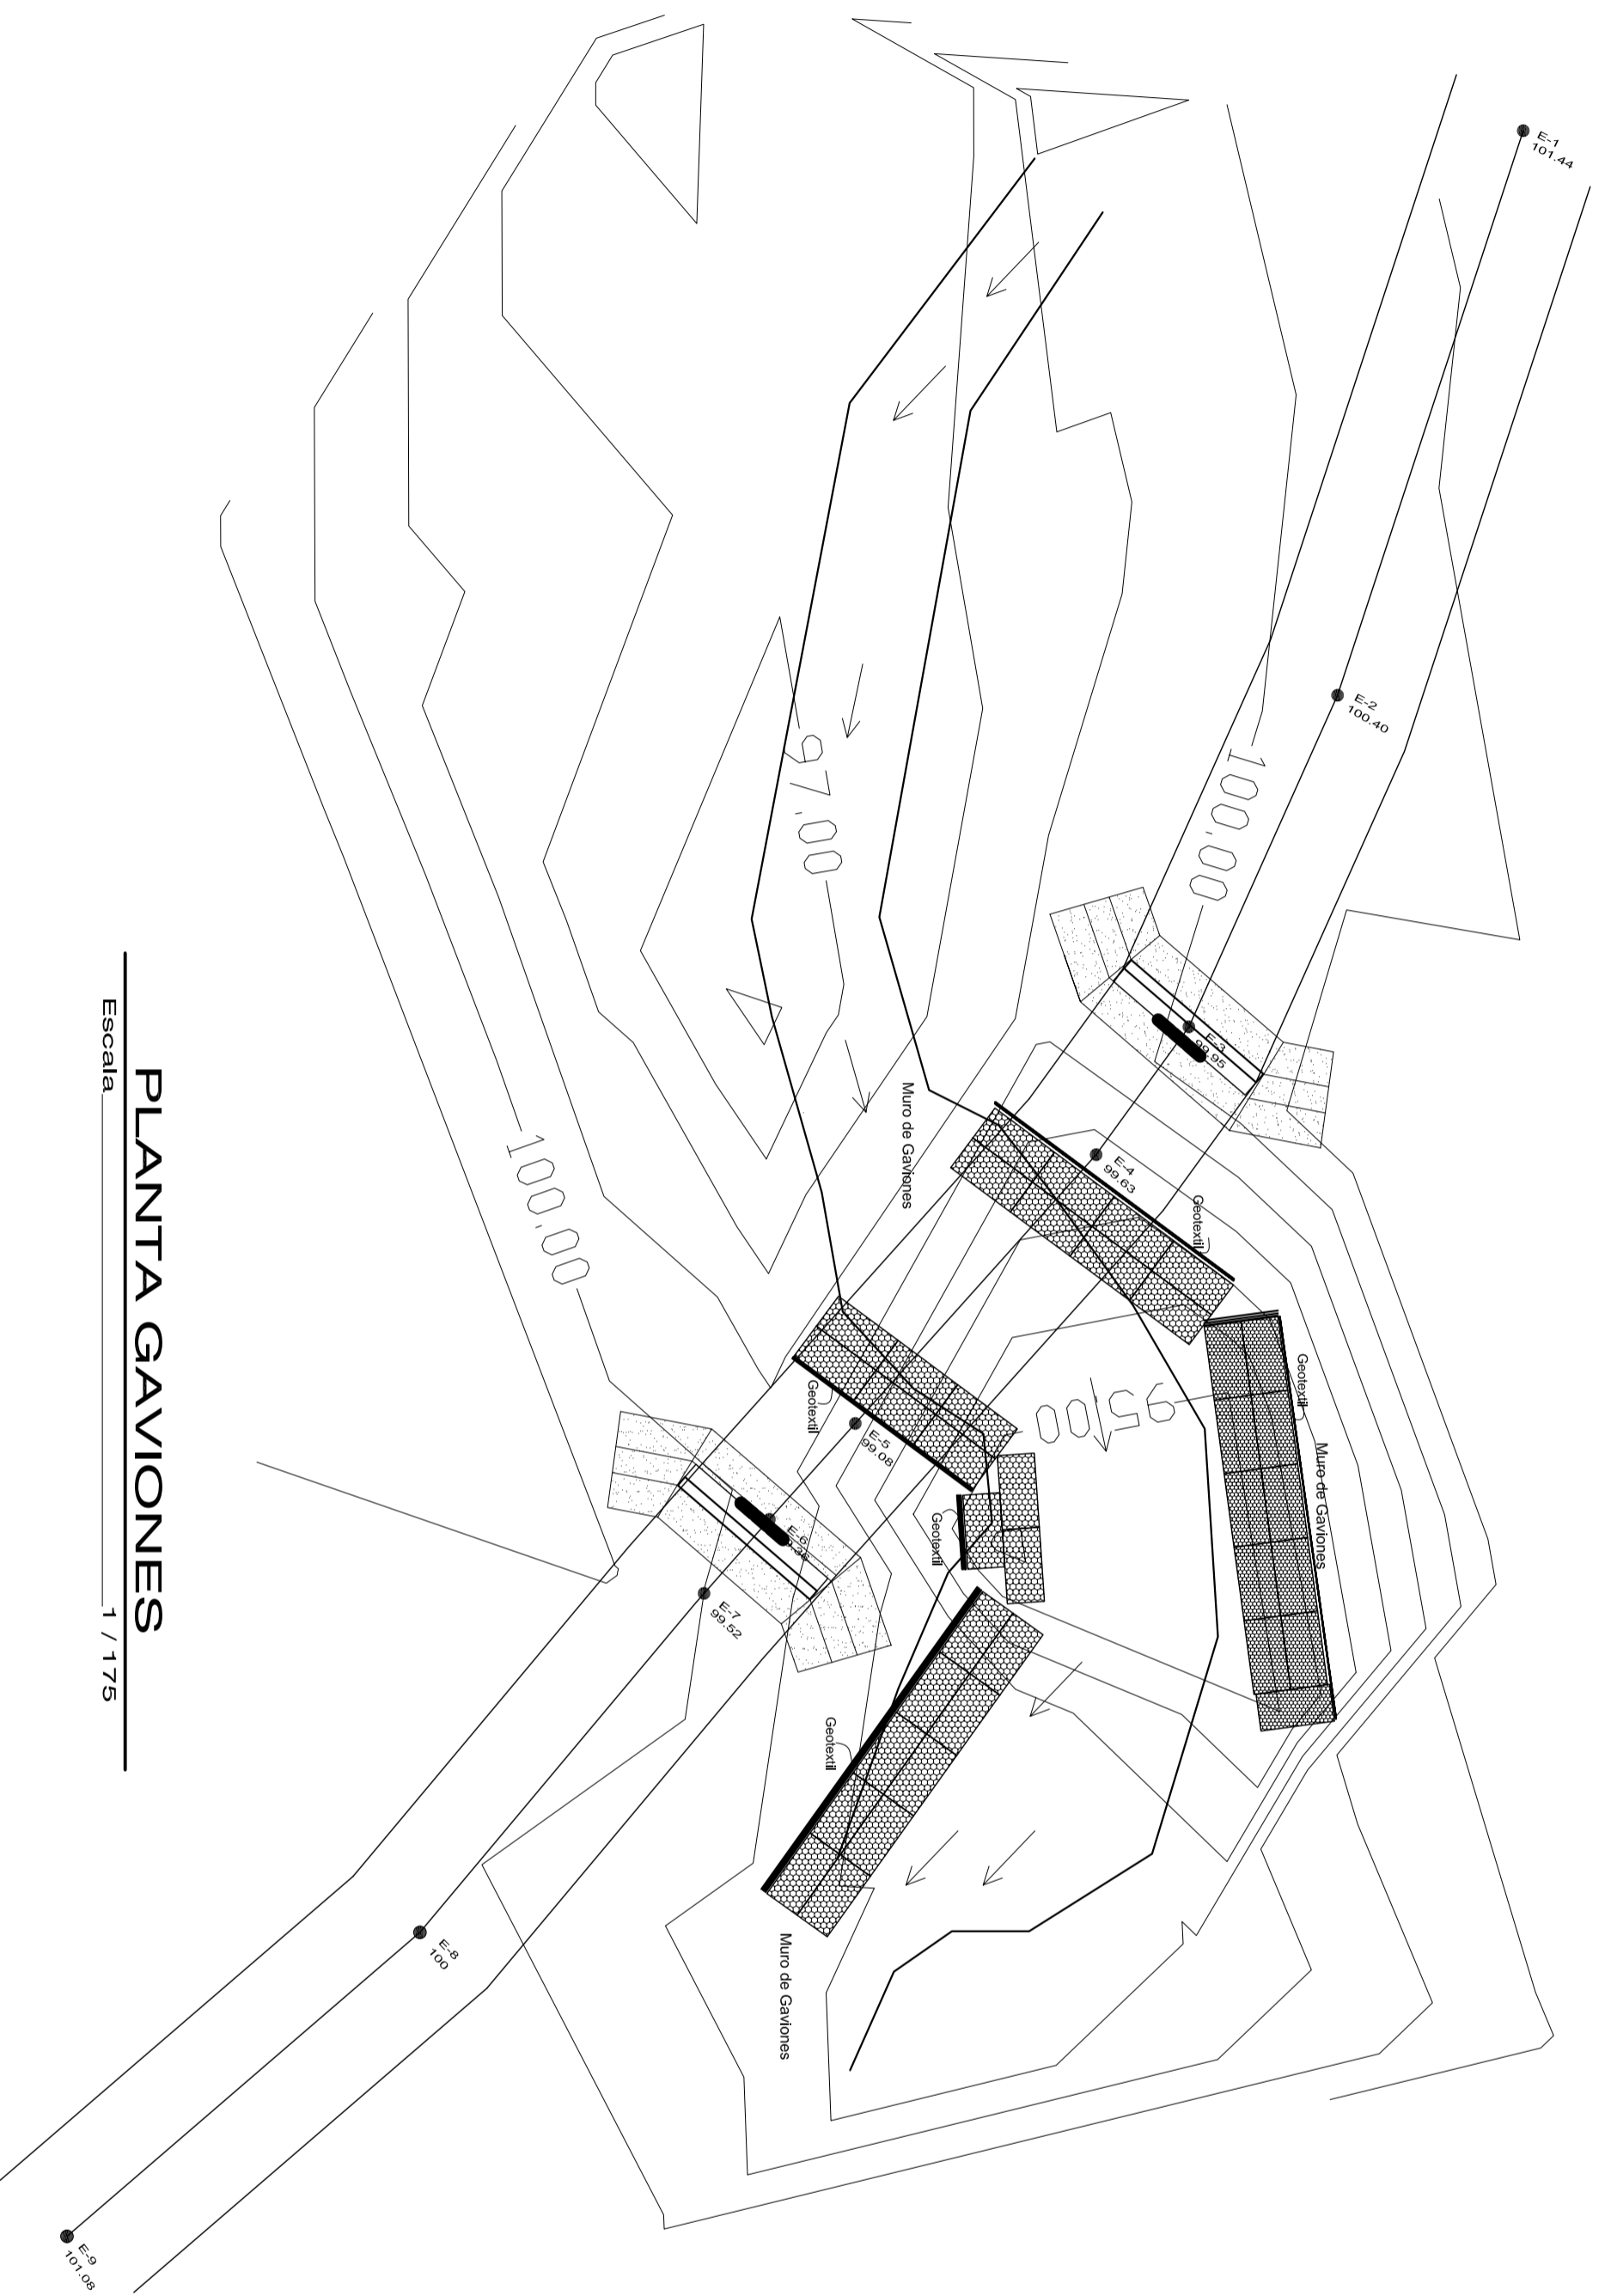 E-1
101.44
E-2
100.40
100,00
97,00
E-3
99.95
E-4
99.63
Geotextil
Muro de Gaviones
100,00
Geotextil
Muro de Gaviones
95,00
Geotextil
E-5
99.08
Geotextil
E-6
E-7
99.52
Geotextil
Muro de Gaviones
E-8
100
E-9
101.08
PLANTA GAVIONES
Escala 1 / 175